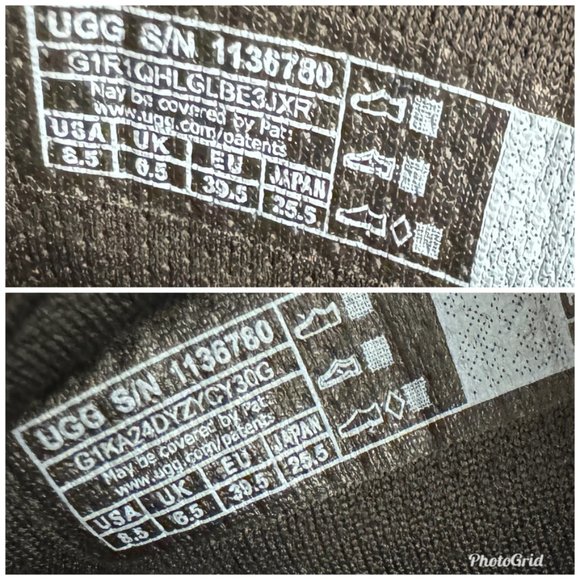 UGG S/N 1136780
G1R1QHLGLBE3JXR
May be covered by Pat:
www.ugg.com/patents
USA UK EU JAPAN
8.5 6.5 39.5 25.5
UGG S/N 1136780
G1KA24DYZYCY30G
May be covered by Pat:
www.ugg.com/patents
USA UK EU JAPAN
8.5 6.5 39.5 25.5
PhotoGrid